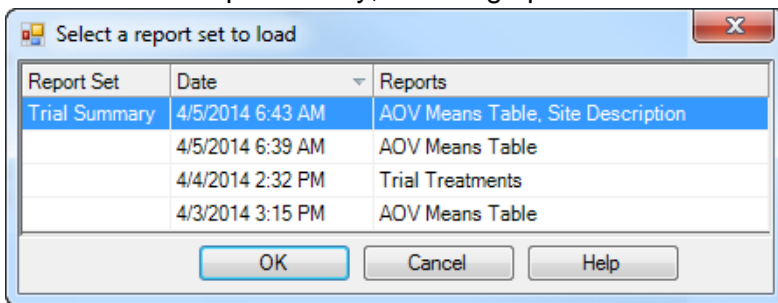 Select a report set to load
Report Set Date Reports
Trial Summary 4/5/2014 6:43 AM AOV Means Table, Site Description
4/5/2014 6:39 AM AOV Means Table
4/4/2014 2:32 PM Trial Treatments
4/3/2014 3:15 PM AOV Means Table
OK Cancel Help